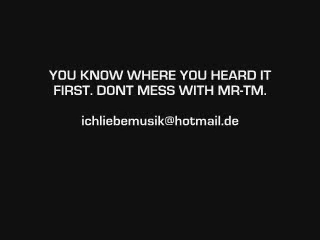 YOU KNOW WHERE YOU HEARD IT
FIRST. DONT MESS WITH MR-TM.
ichliebemusik@hotmail.de